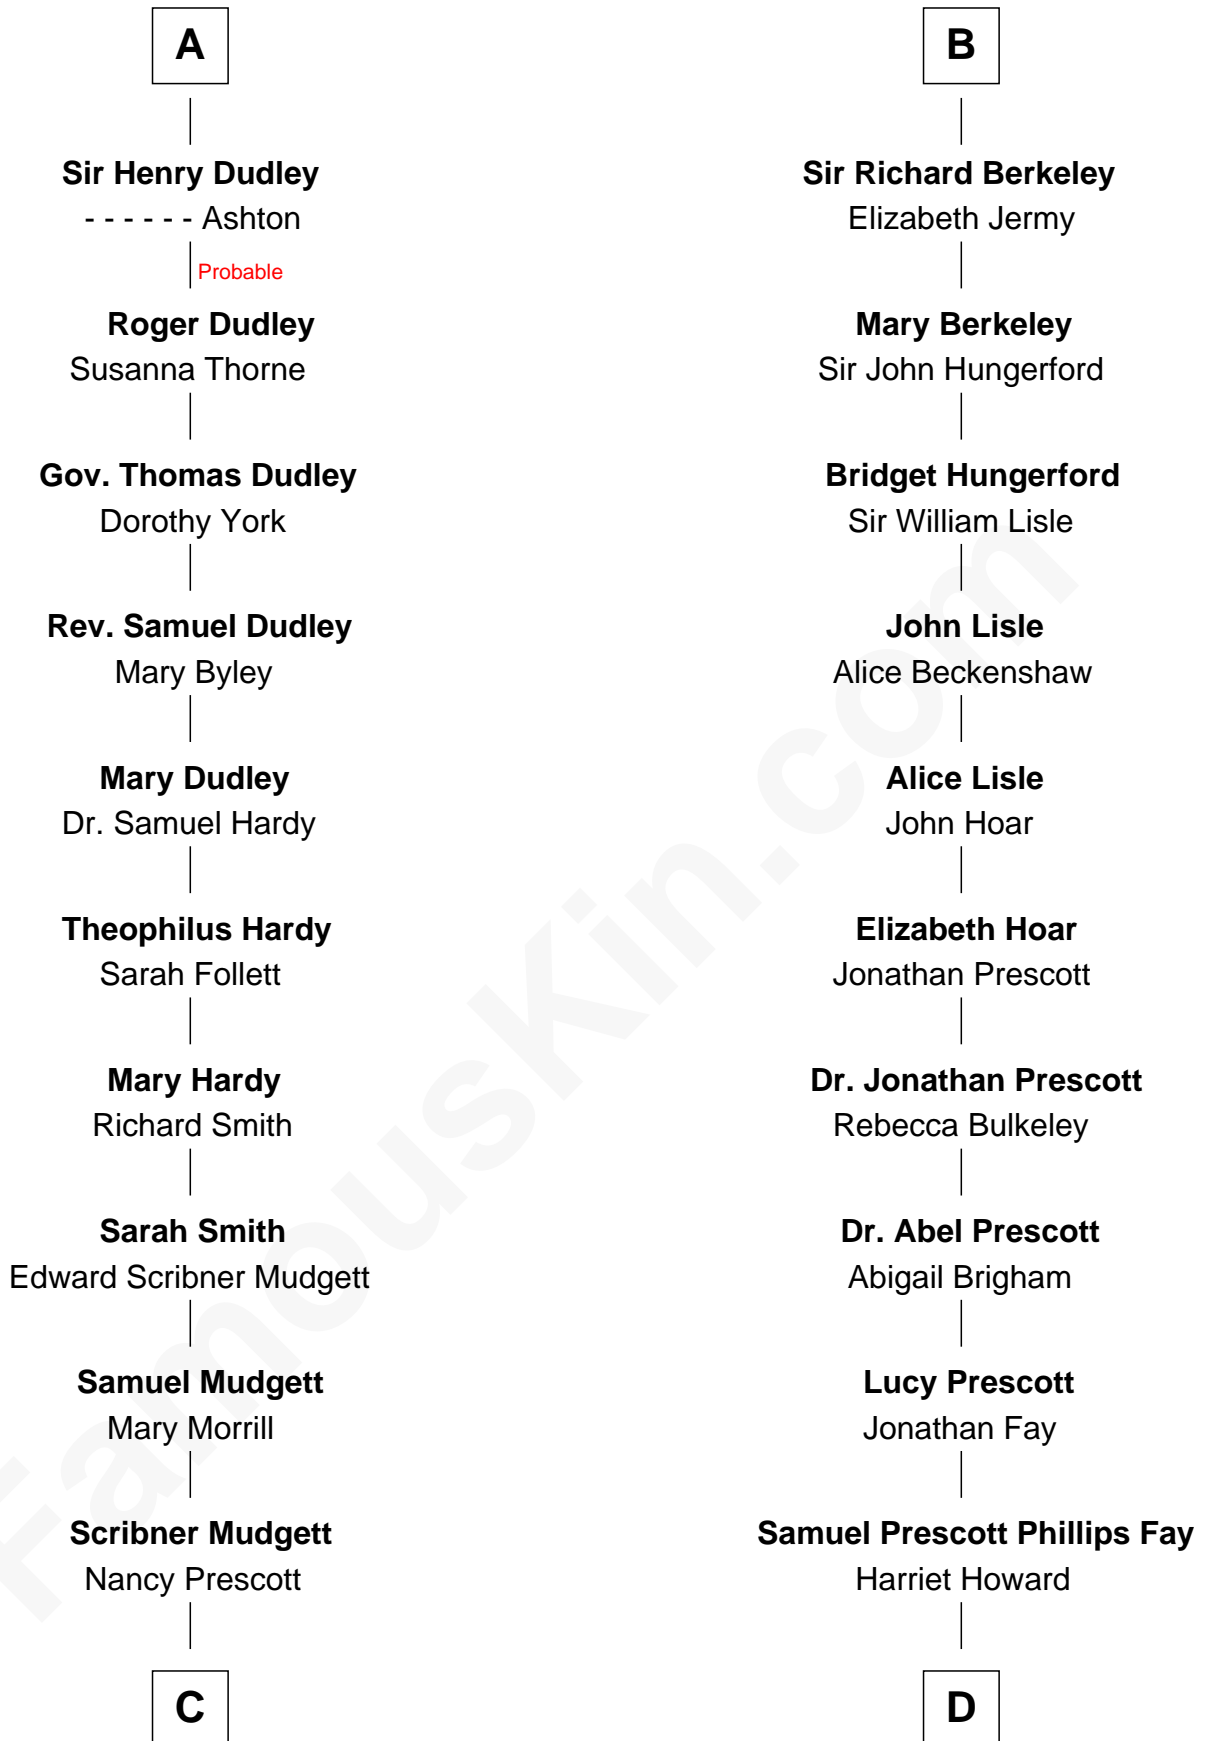 A
Sir Henry Dudley
- - - - - - Ashton
Probable
Roger Dudley
Susanna Thorne
Gov. Thomas Dudley
Dorothy York
Rev. Samuel Dudley
Mary Byley
Mary Dudley
Dr. Samuel Hardy
Theophilus Hardy
Sarah Follett
Mary Hardy
Richard Smith
Sarah Smith
Edward Scribner Mudgett
Samuel Mudgett
Mary Morrill
Scribner Mudgett
Nancy Prescott
C
B
Sir Richard Berkeley
Elizabeth Jermy
Mary Berkeley
Sir John Hungerford
Bridget Hungerford
Sir William Lisle
John Lisle
Alice Beckenshaw
Alice Lisle
John Hoar
Elizabeth Hoar
Jonathan Prescott
Dr. Jonathan Prescott
Rebecca Bulkeley
Dr. Abel Prescott
Abigail Brigham
Lucy Prescott
Jonathan Fay
Samuel Prescott Phillips Fay
Harriet Howard
D
FamousKin.com